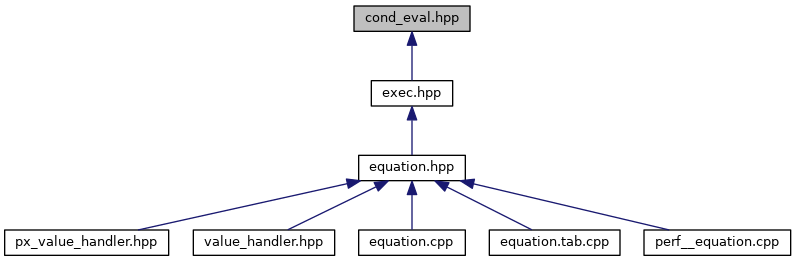 cond_eval.hpp
exec.hpp
equation.hpp
px_value_handler.hpp
value_handler.hpp
equation.cpp
equation.tab.cpp
perf__equation.cpp